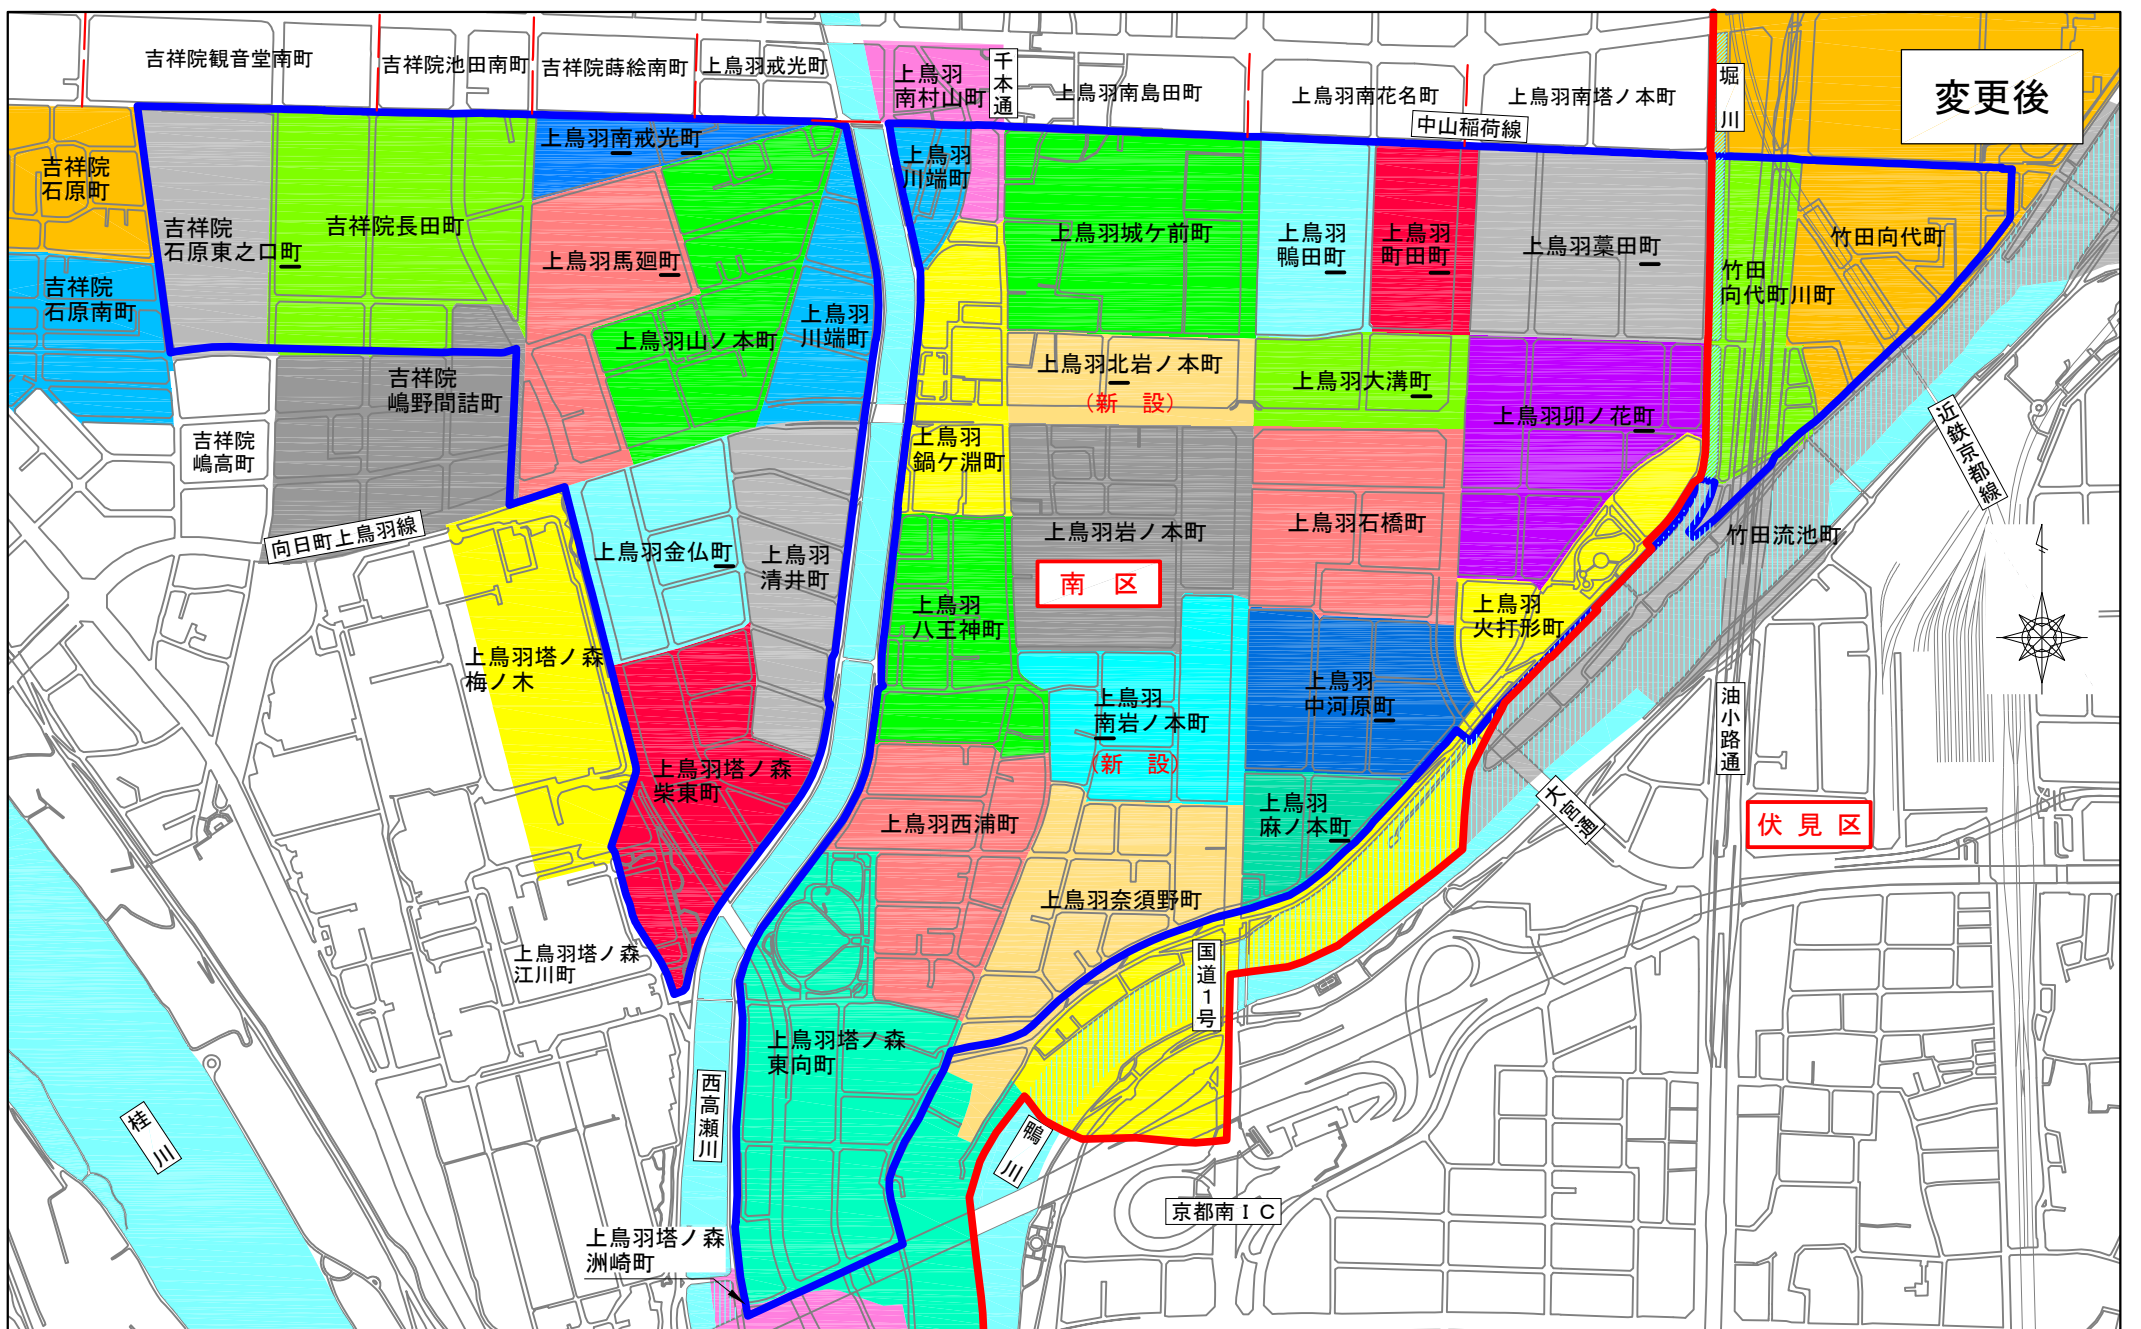 吉祥院観音堂南町
吉祥院池田南町
吉祥院蒔絵南町
上鳥羽戒光町
上鳥羽
南村山町
千本通
上鳥羽南島田町
上鳥羽南花名町
上鳥羽南塔ノ本町
中山稲荷線
堀川
変更後
吉祥院
石原町
吉祥院
石原東之口町
吉祥院長田町
上鳥羽南戒光町
上鳥羽馬廻町
上鳥羽
川端町
上鳥羽城ケ前町
上鳥羽
鴨田町
上鳥羽
町田町
上鳥羽藁田町
竹田向代町
竹田
向代町川町
吉祥院
石原南町
上鳥羽山ノ本町
上鳥羽
川端町
吉祥院
嶋野間詰町
吉祥院
嶋高町
上鳥羽北岩ノ本町
（新　設）
上鳥羽大溝町
上鳥羽卯ノ花町
近鉄京都線
上鳥羽
鍋ケ淵町
向日町上鳥羽線
上鳥羽金仏町
上鳥羽
清井町
上鳥羽岩ノ本町
南　区
上鳥羽石橋町
竹田流池町
上鳥羽
八王神町
上鳥羽
火打形町
上鳥羽塔ノ森
梅ノ木
上鳥羽
南岩ノ本町
（新　設）
上鳥羽
中河原町
油小路通
上鳥羽塔ノ森
柴東町
上鳥羽西浦町
上鳥羽
麻ノ本町
大宮通
伏見区
上鳥羽奈須野町
上鳥羽塔ノ森
江川町
国道1号
上鳥羽塔ノ森
東向町
西高瀬川
桂川
鴨川
京都南ＩＣ
上鳥羽塔ノ森
洲崎町